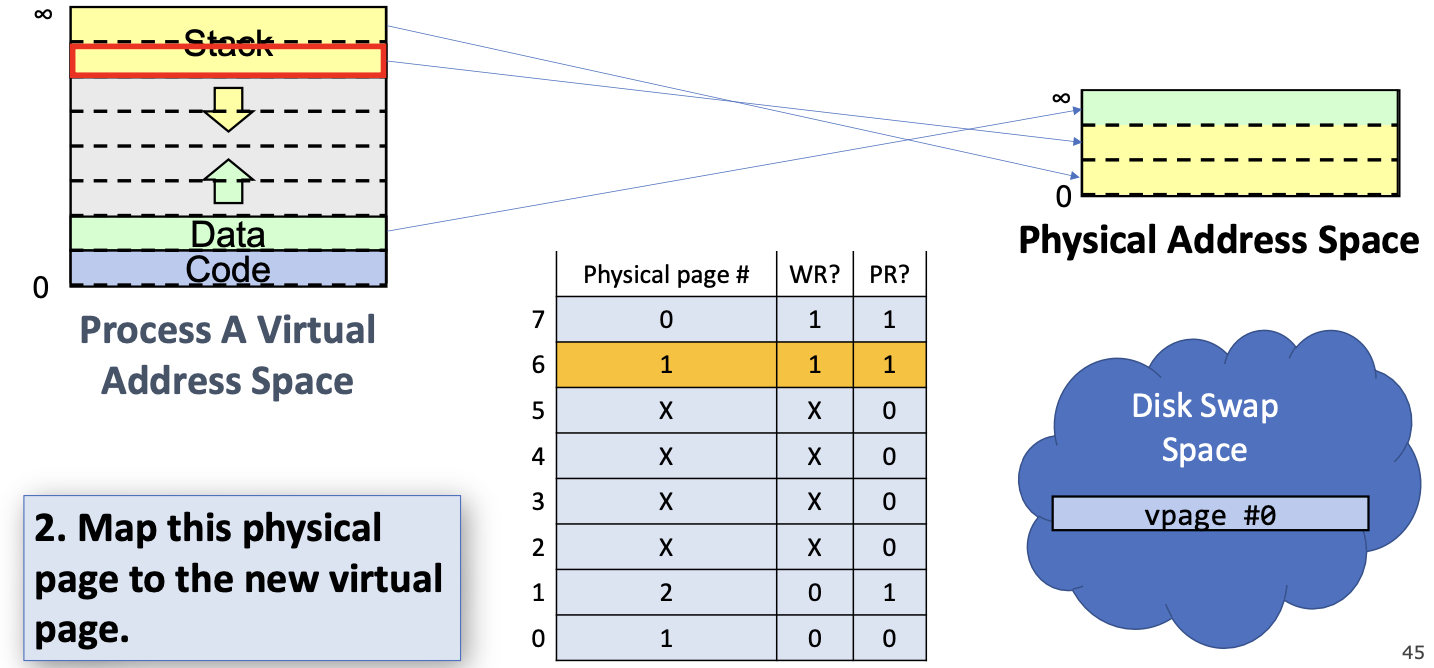 ∞
Stack
Data
Code
0
Process A Virtual
Address Space
∞
0
Physical Address Space
Physical page # WR? PR?
7 0 1 1
6 1 1 1
5 X X 0
4 X X 0
3 X X 0
2 X X 0
1 2 0 1
0 1 0 0
Disk Swap
Space
vpage #0
2. Map this physical
page to the new virtual
page.
45